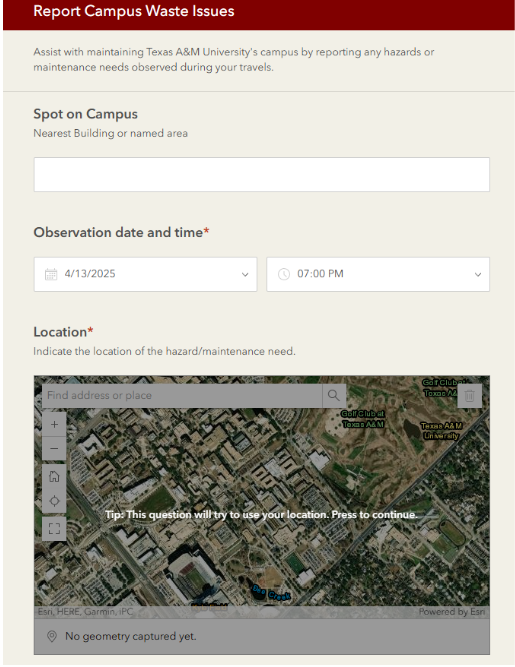 Report Campus Waste Issues
Assist with maintaining Texas A&M University's campus by reporting any hazards or
maintenance needs observed during your travels.
Spot on Campus
Nearest Building or named area
Observation date and time*
4/13/2025
07:00 PM
Location*
Indicate the location of the hazard/maintenance need.
Golf Club at
Texas A&
Find address or place
Golf Club at
Texas A&M
Texas A&M
University
+
−
Tip: This question will try to use your location. Press to continue.
Bee Creek
Esri, HERE, Garmin, iPC
Powered by Esri
No geometry captured yet.